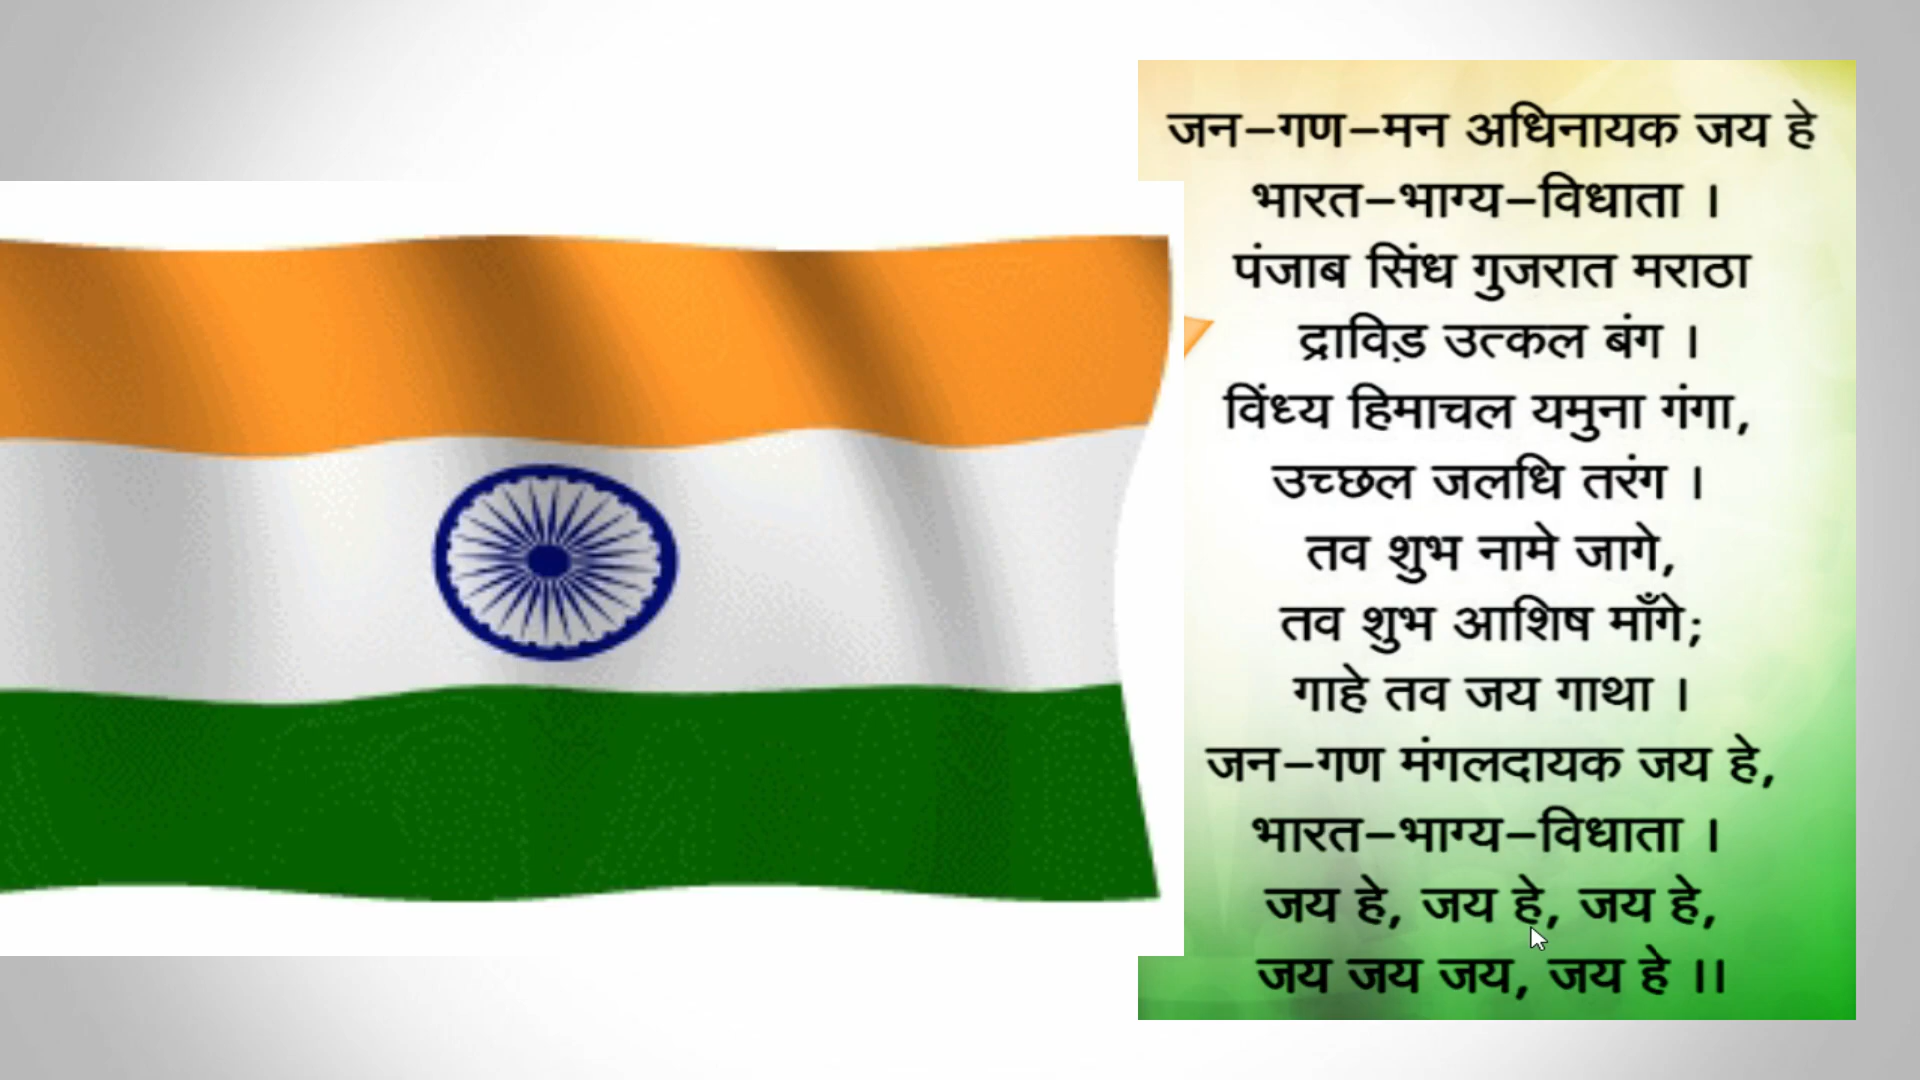 जन–गण–मन अधिनायक जय हे
भारत–भाग्य–विधाता ।
पंजाब सिंध गुजरात मराठा
द्राविड़ उत्कल बंग ।
विंध्य हिमाचल यमुना गंगा,
उच्छल जलधि तरंग ।
तव शुभ नामे जागे,
तव शुभ आशिष माँगे;
गाहे तव जय गाथा ।
जन–गण मंगलदायक जय हे,
भारत–भाग्य–विधाता ।
जय हे, जय हे, जय हे,
जय जय जय, जय हे ।।